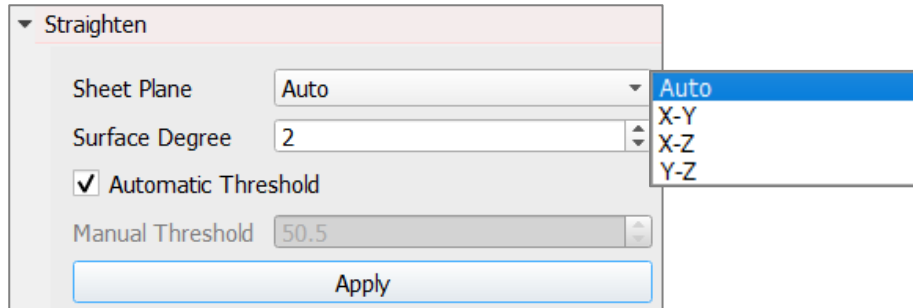 Straighten
Sheet Plane Auto
Surface Degree 2
Automatic Threshold
Manual Threshold 50.5
Apply
Auto
X-Y
X-Z
Y-Z